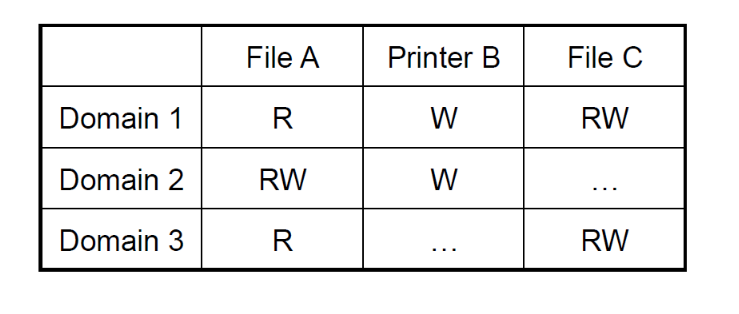 File A Printer B File C
Domain 1 R W RW
Domain 2 RW W ...
Domain 3 R ... RW